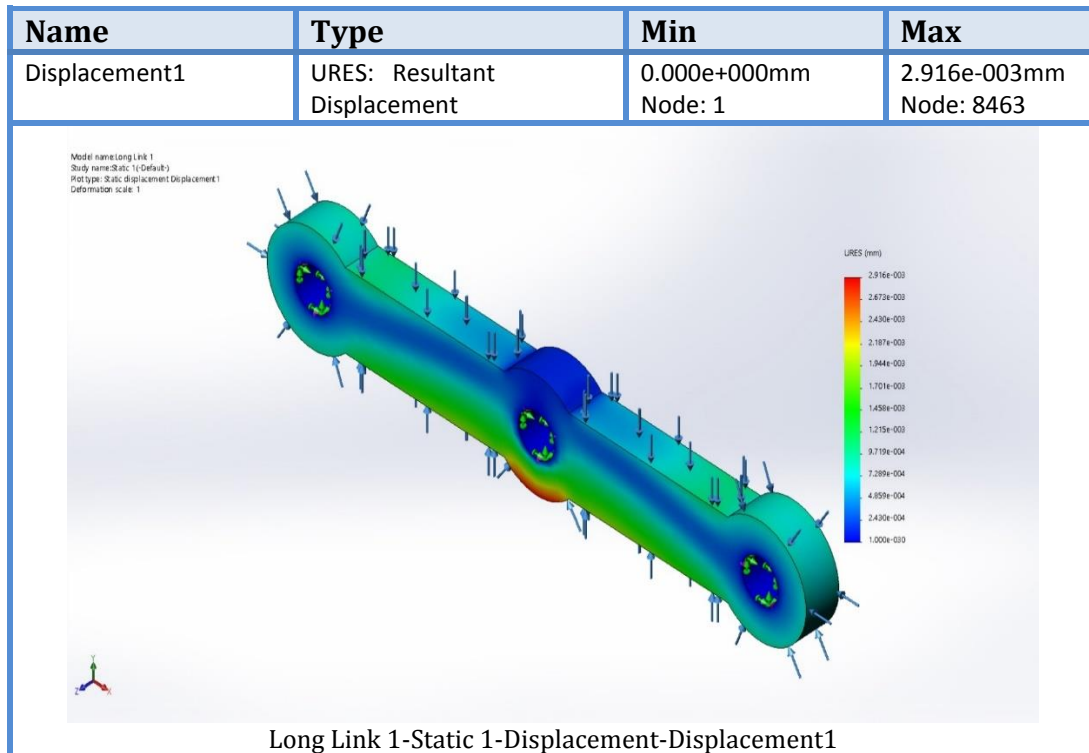 Name Type Min Max
Displacement1 URES: Resultant Displacement 0.000e+000mm Node: 1 2.916e-003mm Node: 8463
Model name:Long Link 1
Study name:Static 1(-Default-)
Plot type: Static displacement Displacement1
Deformation scale: 1
URES (mm)
2.916e-003
2.673e-003
2.430e-003
2.187e-003
1.944e-003
1.701e-003
1.458e-003
1.215e-003
9.719e-004
7.289e-004
4.859e-004
2.430e-004
1.000e-030
Y
Z X
Long Link 1-Static 1-Displacement-Displacement1